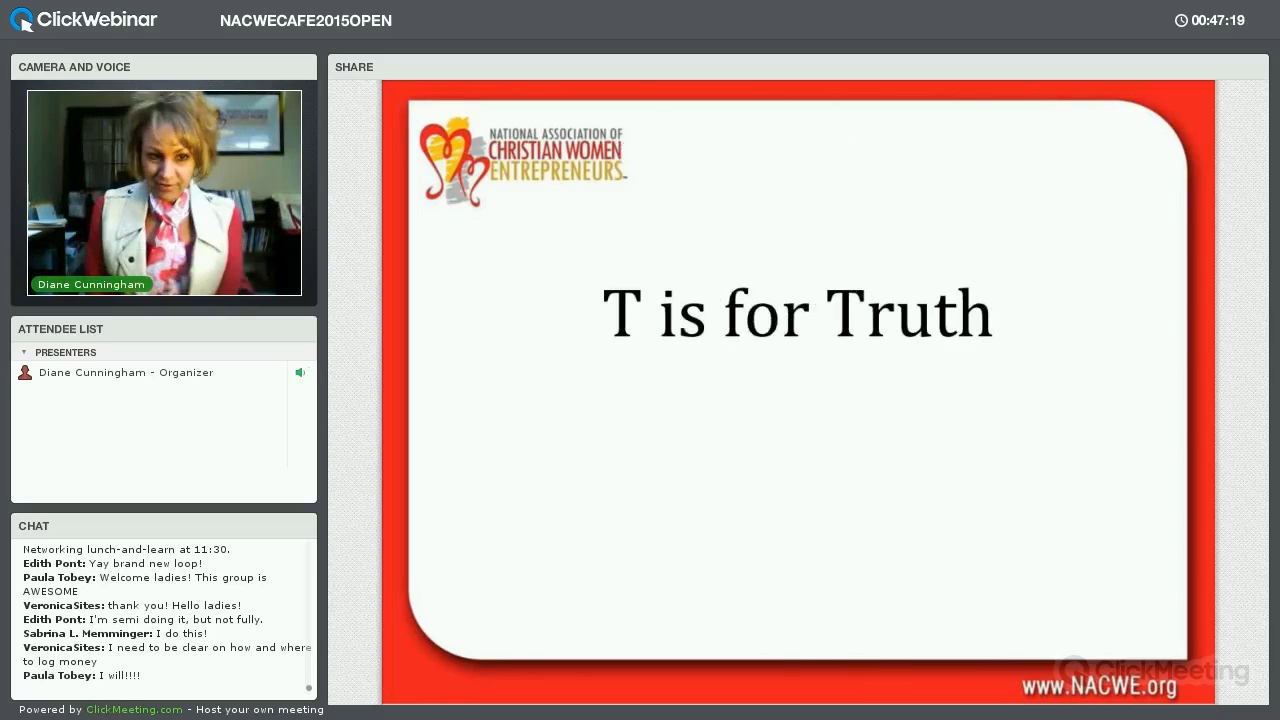 ClickWebinar
NACWECAFE2015OPEN
00:47:19
CAMERA AND VOICE
Diane Cunningham
ATTENDEE LIST
PRESENTERS
Diane Cunningham - Organizer
CHAT
Networking lunch-and-learn at 11:30.
Edith Pont: Yay brand new loop!
Paula Tobey: Welcome ladies! This group is
AWESOME
VeronicaSites: thank you! Hello ladies!
Edith Pont: I'm semi doing it, but not fully.
Sabrina L. Memminger: I do this!
VeronicaSites: I need to be clear on how and where
to begin
Paula Tobey: I will!!!!
Powered by ClickMeeting.com - Host your own meeting
SHARE
NATIONAL ASSOCIATION OF
CHRISTIAN WOMEN
ENTREPRENEURS
T is for Truth
ClickMeeting
www.NACWE.org